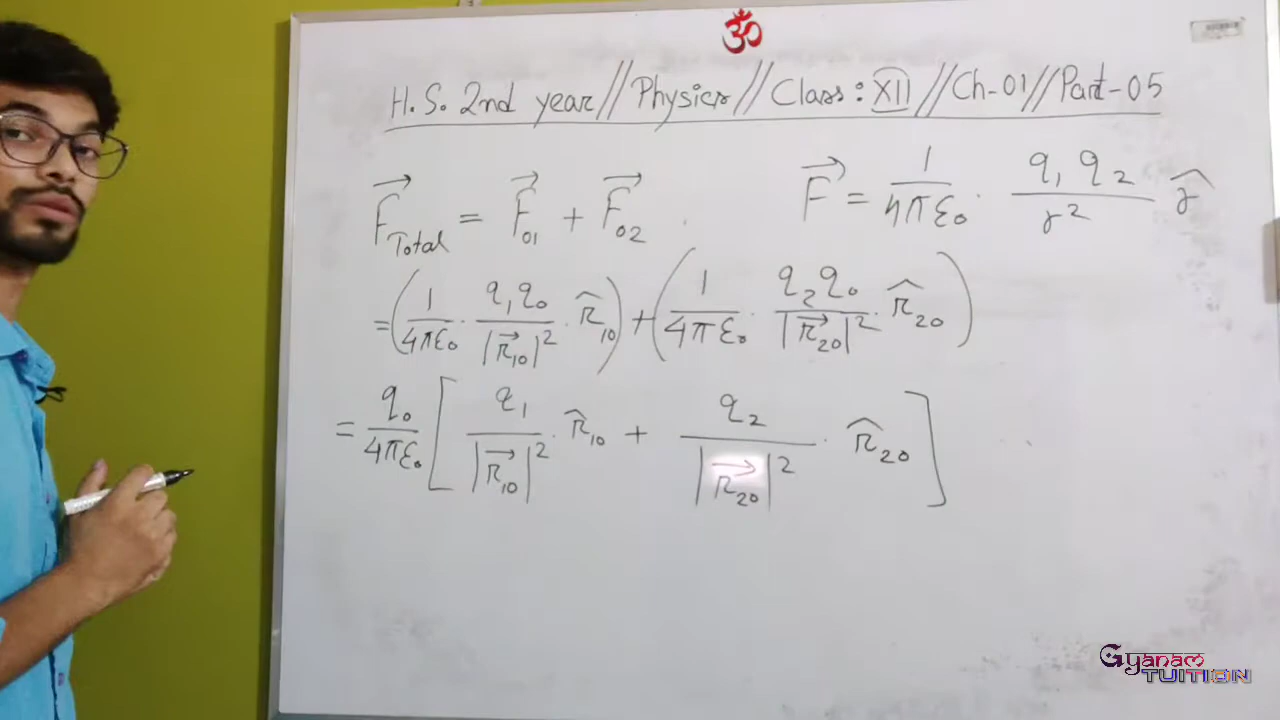 ॐ
H. S. 2nd year // Physics // Class: XII // Ch-01 // Part-05
F⃗_Total = F⃗_01 + F⃗_02
F⃗ = 1/4πε₀ · q₁ q₂/r² r̂
= (1/4πε₀ · q₁q₀/|r⃗₁₀|² · r̂₁₀) + (1/4πε₀ · q₂q₀/|r⃗₂₀|² · r̂₂₀)
= q₀/4πε₀ [ q₁/|r⃗₁₀|² · r̂₁₀ + q₂/|r⃗₂₀|² · r̂₂₀ ]
Gyanam
TUITION